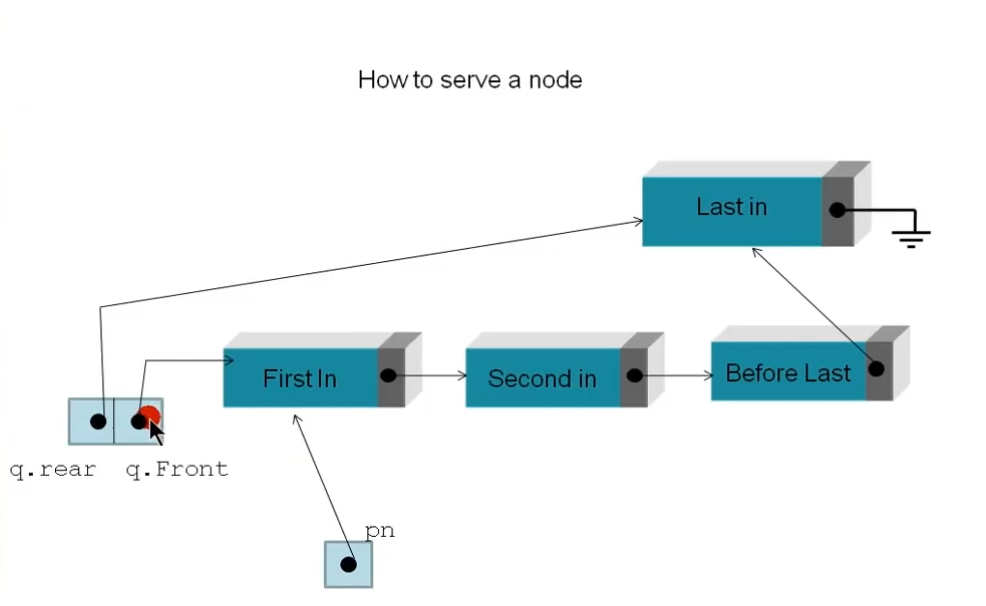 How to serve a node
Last in
First In
Second in
Before Last
q.rear
q.Front
pn